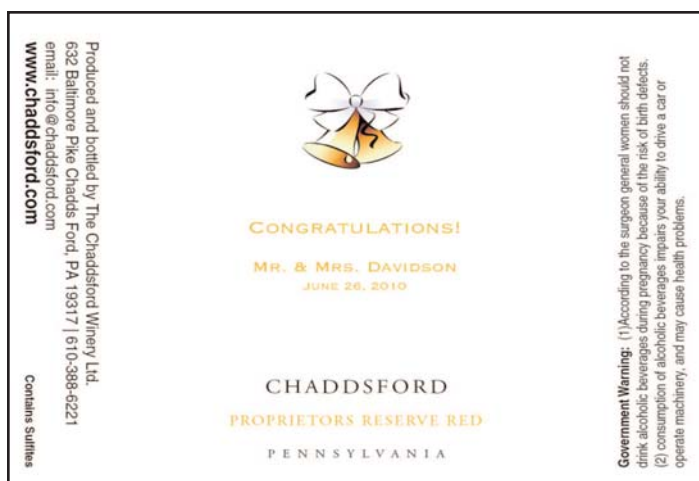 Produced and bottled by The Chaddsford Winery Ltd.
632 Baltimore Pike Chadds Ford, PA 19317 | 610-388-6221
email: info@chaddsford.com
www.chaddsford.com
Contains Sulfites
CONGRATULATIONS!
MR. & MRS. DAVIDSON
JUNE 26, 2010
CHADDSFORD
PROPRIETORS RESERVE RED
PENNSYLVANIA
Government Warning: (1)According to the surgeon general women should not
drink alcoholic beverages during pregnancy because of the risk of birth defects.
(2) consumption of alcoholic beverages impairs your ability to drive a car or
operate machinery, and may cause health problems.